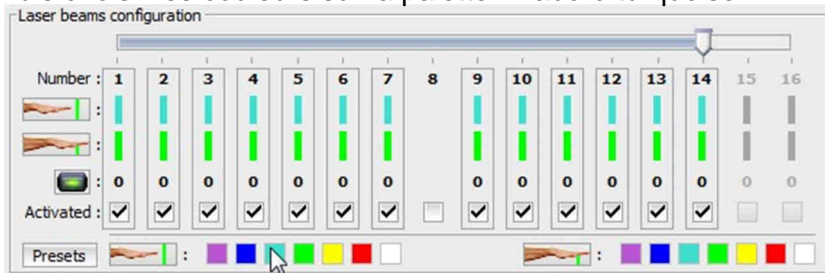 Laser beams configuration
Number : 1 2 3 4 5 6 7 8 9 10 11 12 13 14 15 16
:
:
: 0 0 0 0 0 0 0 0 0 0 0 0 0 0 0
Activated :
Presets : :